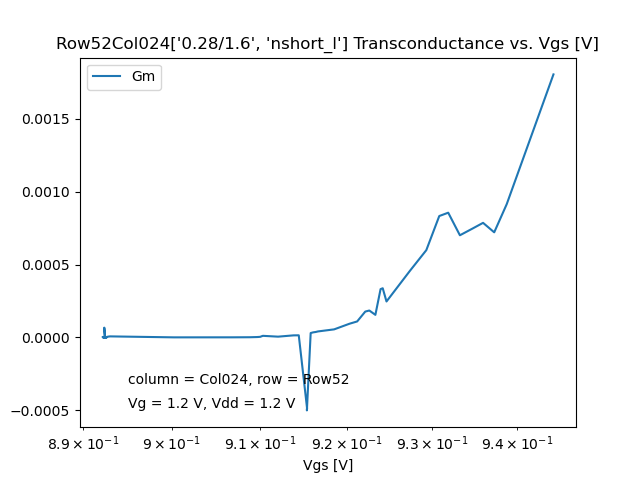 Row52Col024['0.28/1.6', 'nshort_l'] Transconductance vs. Vgs [V]
Gm
0.0015
0.0010
0.0005
0.0000
−0.0005
column = Col024, row = Row52
Vg = 1.2 V, Vdd = 1.2 V
8.9 × 10⁻¹ 9 × 10⁻¹ 9.1 × 10⁻¹ 9.2 × 10⁻¹ 9.3 × 10⁻¹ 9.4 × 10⁻¹
Vgs [V]